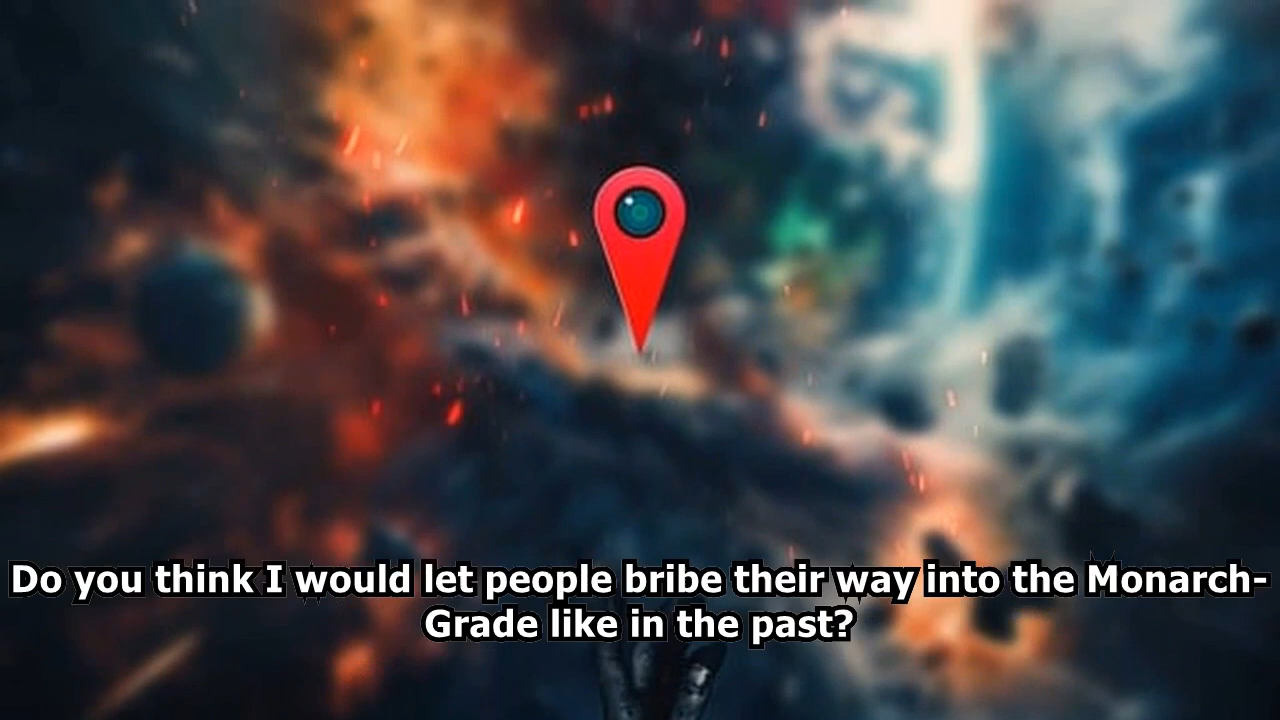 Do you think I would let people bribe their way into the Monarch-
Grade like in the past?